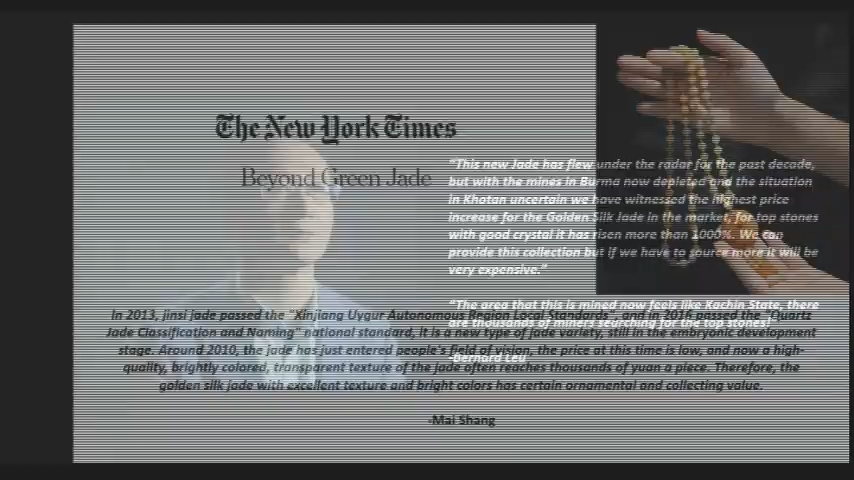 The New York Times
Beyond Green Jade
"This new Jade has flew under the radar for the past decade,
but with the mines in Burma now depleted and the situation
in Khotan uncertain we have witnessed the highest price
increase for the Golden Silk Jade in the market, for top stones
with good crystal it has risen more than 1000%. We can
provide this collection but if we have to source more it will be
very expensive."
"The area that this is mined now feels like Kachin State, there
are thousands of miners searching for the top stones!"
-Bernard Leu
In 2013, jinsi jade passed the "Xinjiang Uygur Autonomous Region Local Standards", and in 2016 passed the "Quartz
Jade Classification and Naming" national standard, it is a new type of jade variety, still in the embryonic development
stage. Around 2010, the jade has just entered people's field of vision, the price at this time is low, and now a high-
quality, brightly colored, transparent texture of the jade often reaches thousands of yuan a piece. Therefore, the
golden silk jade with excellent texture and bright colors has certain ornamental and collecting value.
-Mai Shang